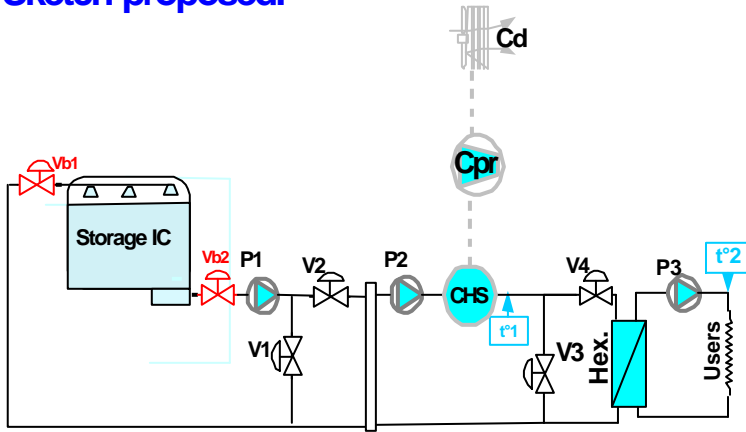 Sketch proposed:
Cd
Cpr
Vb1
Storage IC
Vb2
P1
V2
P2
CHS
t°1
V4
P3
t°2
V1
V3
Hex.
Users